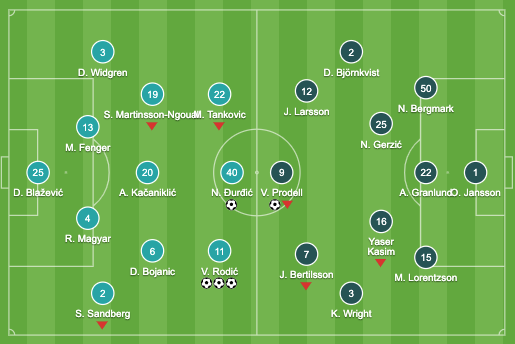 3
D. Widgren
2
D. Björnkvist
19
S. Martinsson-Ngouali
22
M. Tankovic
12
J. Larsson
50
N. Bergmark
13
M. Fenger
25
N. Gerzić
25
D. Blažević
20
A. Kačaniklić
40
N. Đurđić
9
V. Prodell
22
A. Granlund
1
O. Jansson
4
R. Magyar
16
Yaser
Kasim
6
D. Bojanic
11
V. Rodić
7
J. Bertilsson
15
M. Lorentzson
2
S. Sandberg
3
K. Wright